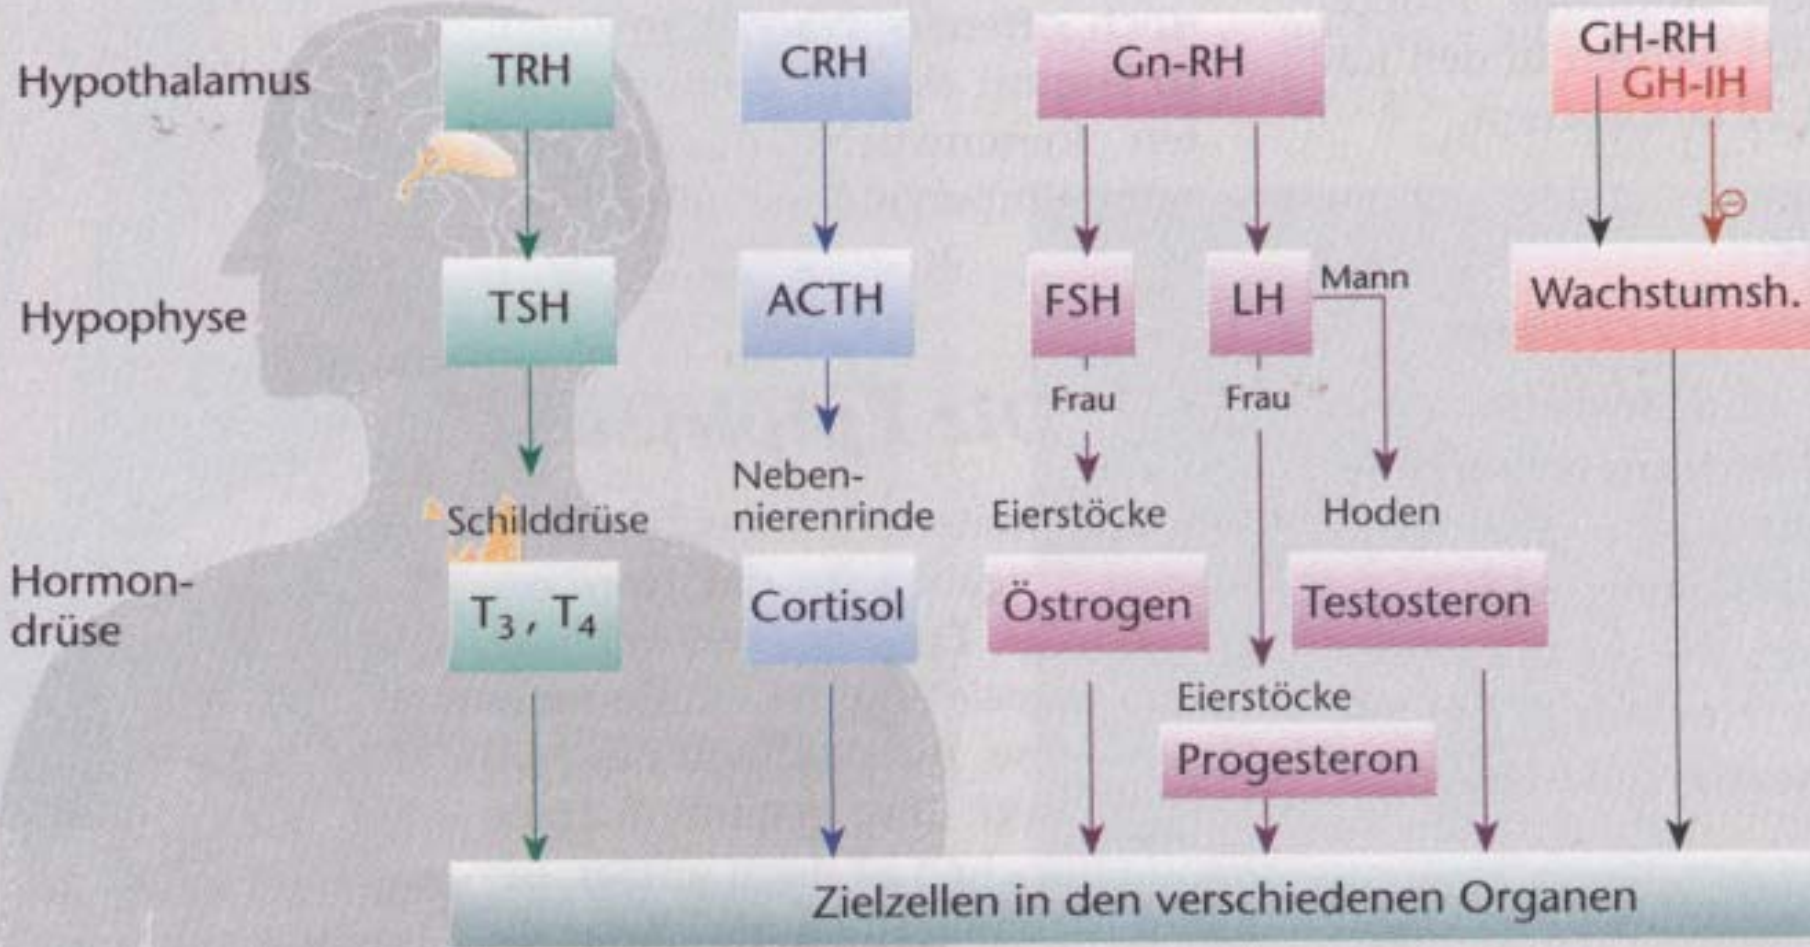 Hypothalamus
TRH
CRH
Gn-RH
GH-RH
GH-IH
Hypophyse
TSH
ACTH
FSH
LH
Mann
Wachstumsh.
Frau
Frau
Schilddrüse
Neben-
nierenrinde
Eierstöcke
Hoden
Hormon-
drüse
T₃, T₄
Cortisol
Östrogen
Testosteron
Eierstöcke
Progesteron
Zielzellen in den verschiedenen Organen